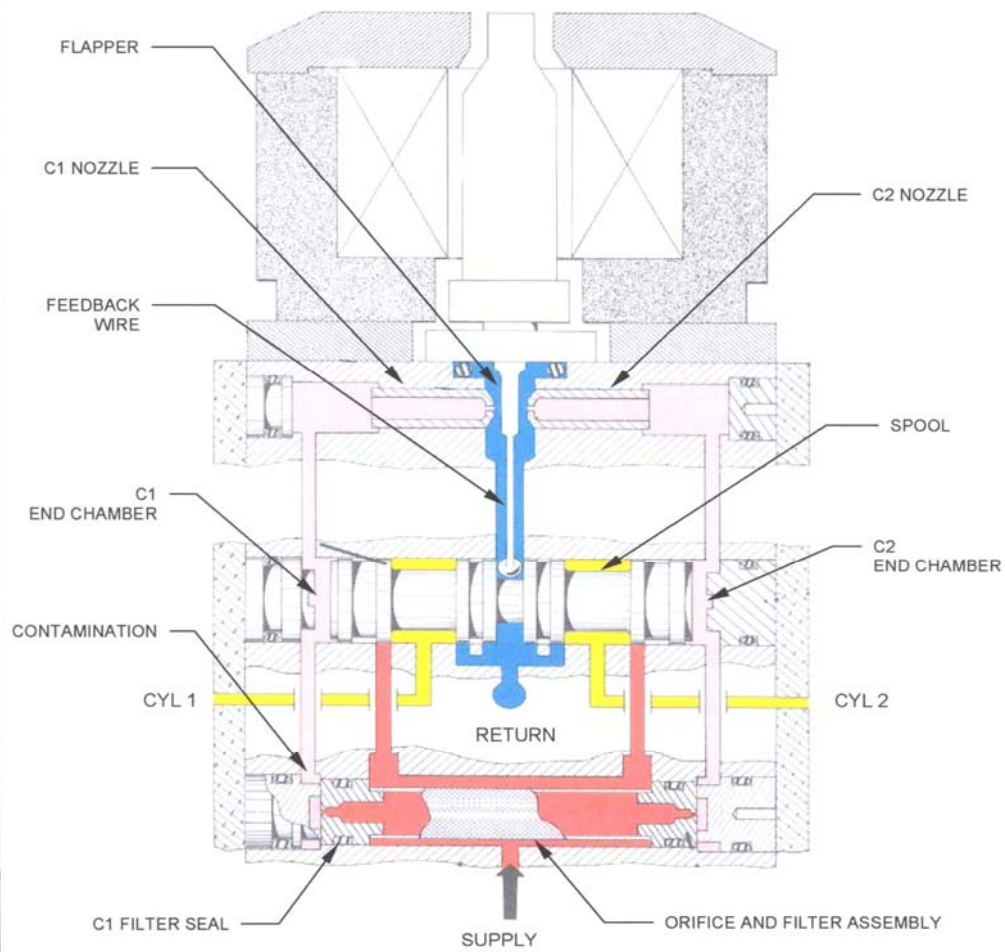 FLAPPER
C1 NOZZLE
C2 NOZZLE
FEEDBACK
WIRE
SPOOL
C1
END CHAMBER
C2
END CHAMBER
CONTAMINATION
CYL 1
CYL 2
RETURN
C1 FILTER SEAL
SUPPLY
ORIFICE AND FILTER ASSEMBLY